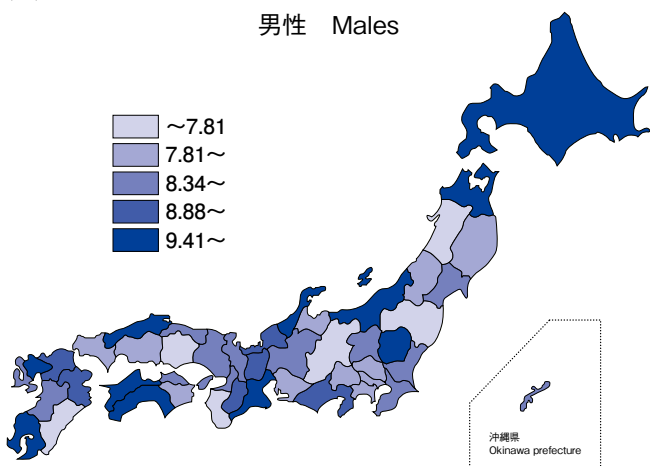 男性 Males
～7.81
7.81～
8.34～
8.88～
9.41～
沖縄県
Okinawa prefecture